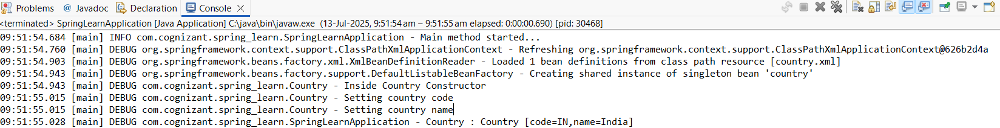 Problems @ Javadoc Declaration Console
<terminated> SpringLearnApplication [Java Application] C:\java\bin\javaw.exe (13-Jul-2025, 9:51:54 am – 9:51:55 am elapsed: 0:00:00.690) [pid: 30468]
09:51:54.684 [main] INFO com.cognizant.spring_learn.SpringLearnApplication - Main method started...
09:51:54.760 [main] DEBUG org.springframework.context.support.ClassPathXmlApplicationContext - Refreshing org.springframework.context.support.ClassPathXmlApplicationContext@626b2d4a
09:51:54.903 [main] DEBUG org.springframework.beans.factory.xml.XmlBeanDefinitionReader - Loaded 1 bean definitions from class path resource [country.xml]
09:51:54.943 [main] DEBUG org.springframework.beans.factory.support.DefaultListableBeanFactory - Creating shared instance of singleton bean 'country'
09:51:54.943 [main] DEBUG com.cognizant.spring_learn.Country - Inside Country Constructor
09:51:55.015 [main] DEBUG com.cognizant.spring_learn.Country - Setting country code
09:51:55.015 [main] DEBUG com.cognizant.spring_learn.Country - Setting country name
09:51:55.028 [main] DEBUG com.cognizant.spring_learn.SpringLearnApplication - Country : Country [code=IN,name=India]